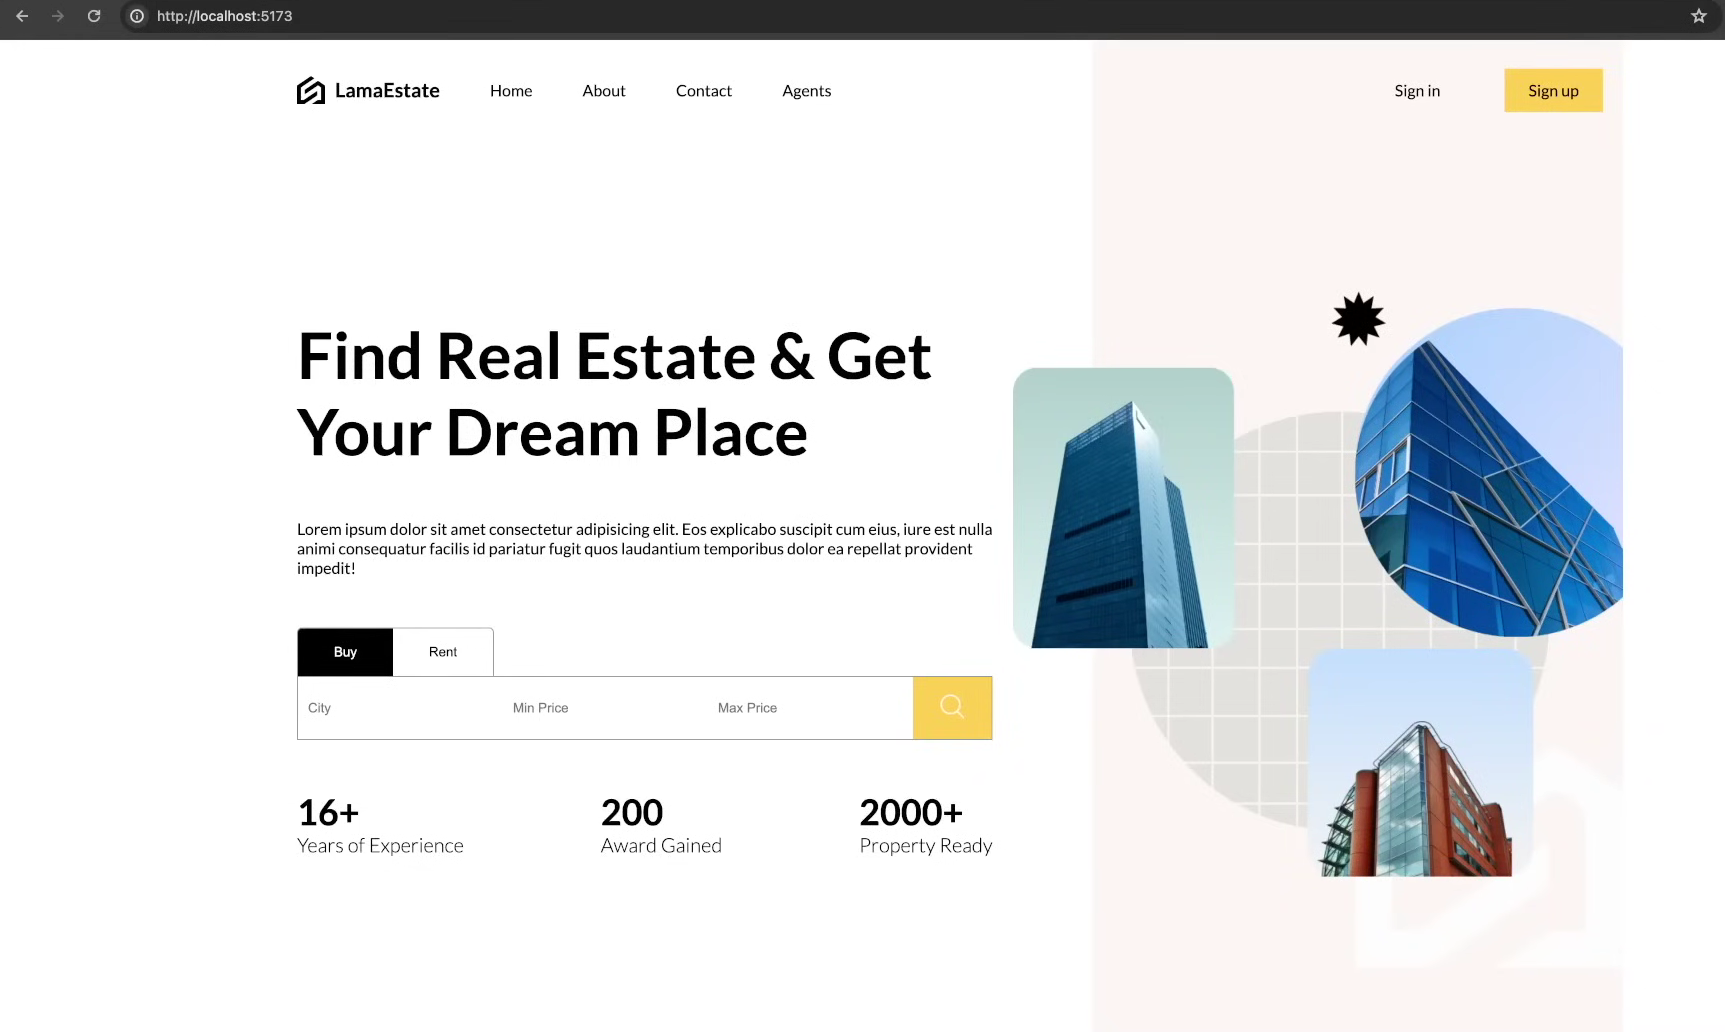 http://localhost:5173
LamaEstate Home About Contact Agents Sign in Sign up
Find Real Estate & Get
Your Dream Place
Lorem ipsum dolor sit amet consectetur adipisicing elit. Eos explicabo suscipit cum eius, iure est nulla
animi consequatur facilis id pariatur fugit quos laudantium temporibus dolor ea repellat provident
impedit!
Buy Rent
City Min Price Max Price
16+ 200 2000+
Years of Experience Award Gained Property Ready